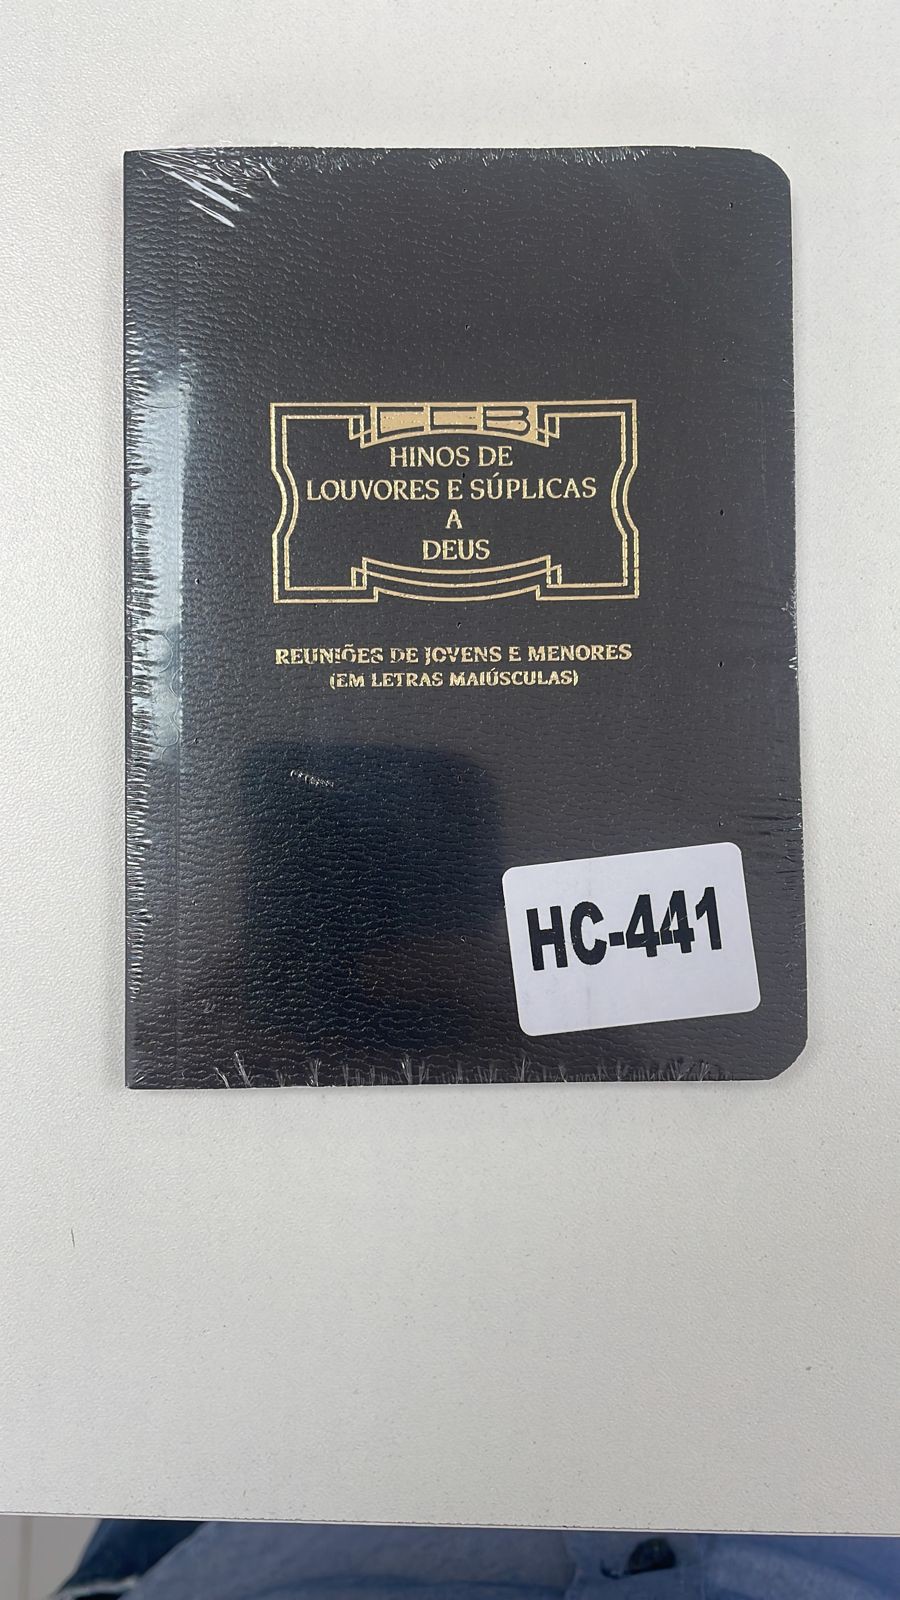 CCB
HINOS DE
LOUVORES E SÚPLICAS
A
DEUS
REUNIÕES DE JOVENS E MENORES
(EM LETRAS MAIÚSCULAS)
HC-441